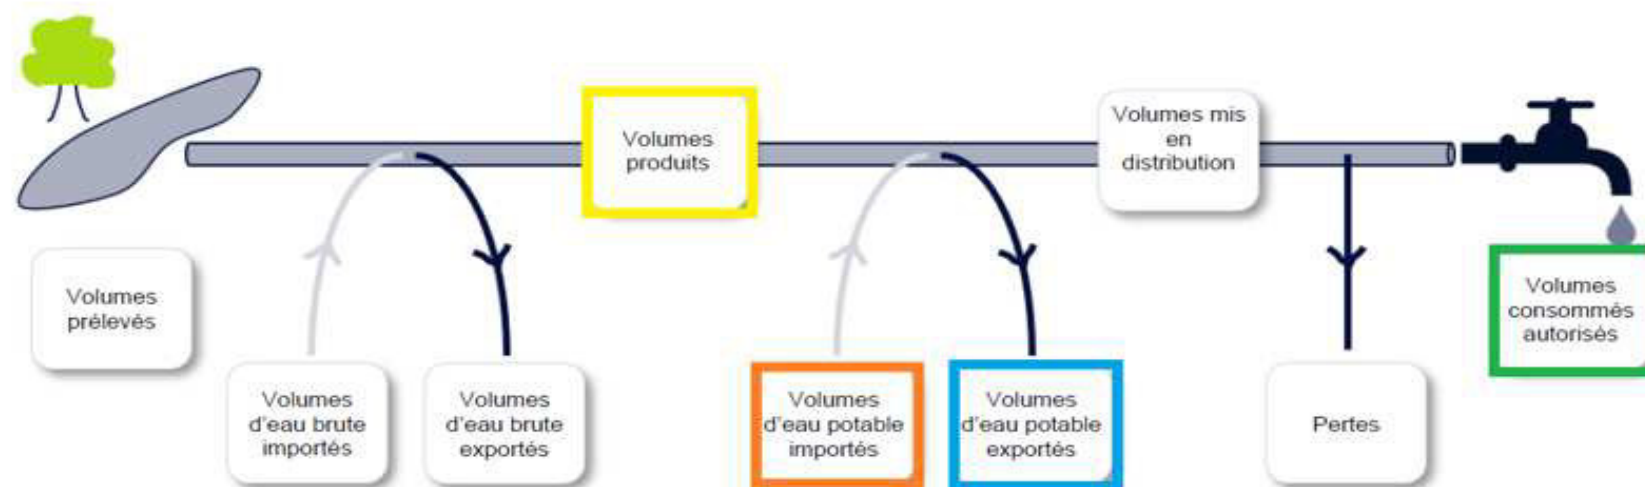 Volumes
produits
Volumes mis
en
distribution
Volumes
prélevés
Volumes
consommés
autorisés
Volumes
d'eau brute
importés
Volumes
d'eau brute
exportés
Volumes
d'eau potable
importés
Volumes
d'eau potable
exportés
Pertes